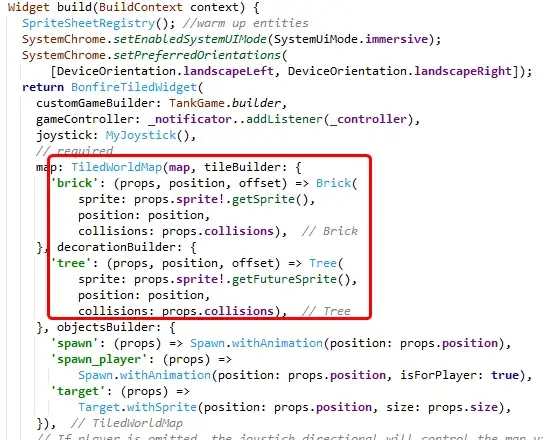 Widget build(BuildContext context) {
SpriteSheetRegistry(); //warm up entities
SystemChrome.setEnabledSystemUIMode(SystemUiMode.immersive);
SystemChrome.setPreferredOrientations(
[DeviceOrientation.landscapeLeft, DeviceOrientation.landscapeRight]);
return BonfireTiledWidget(
customGameBuilder: TankGame.builder,
gameController: _notificator..addListener(_controller),
joystick: MyJoystick(),
// required
map: TiledWorldMap(map, tileBuilder: {
'brick': (props, position, offset) => Brick(
sprite: props.sprite!.getSprite(),
position: position,
collisions: props.collisions), // Brick
}, decorationBuilder: {
'tree': (props, position, offset) => Tree(
sprite: props.sprite!.getFutureSprite(),
position: position,
collisions: props.collisions), // Tree
}, objectsBuilder: {
'spawn': (props) => Spawn.withAnimation(position: props.position),
'spawn_player': (props) =>
Spawn.withAnimation(position: props.position, isForPlayer: true),
'target': (props) =>
Target.withSprite(position: props.position, size: props.size),
}), // TiledWorldMap
// If player is omitted, the joystick directional will control the map v